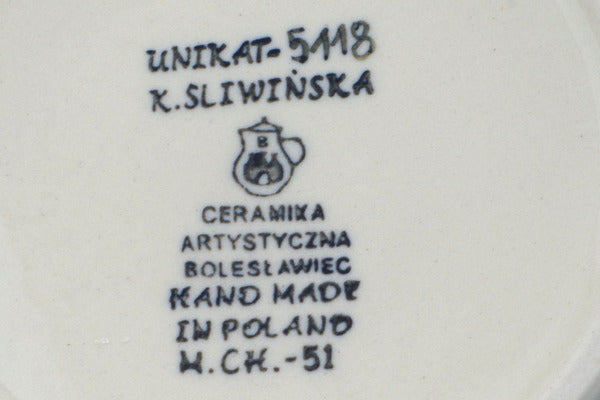 UNIKAT-5118
K.SLIWIŃSKA
B
CERAMIKA
ARTYSTYCZNA
BOLESŁAWIEC
HAND MADE
IN POLAND
M.CH.-51